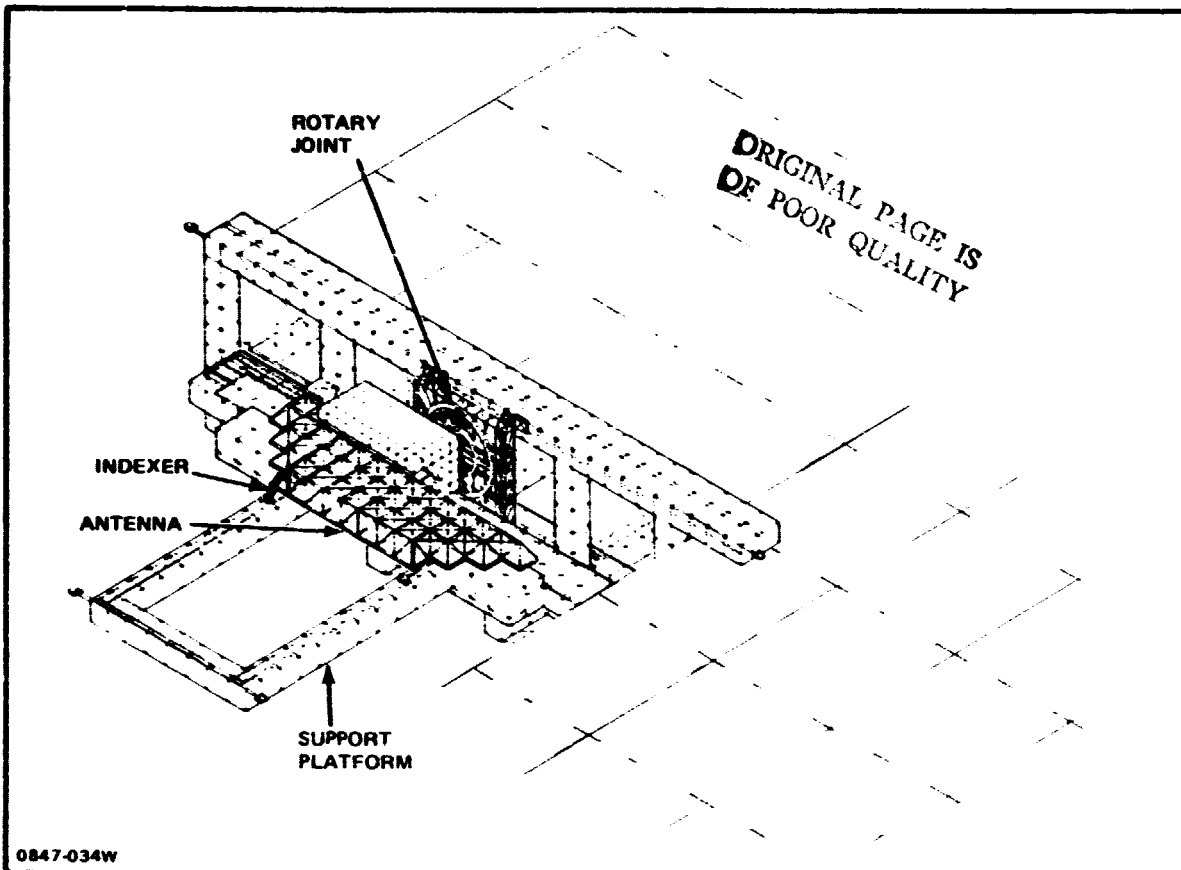 ROTARY
JOINT
ORIGINAL PAGE IS
OF POOR QUALITY
INDEXER
ANTENNA
SUPPORT
PLATFORM
0847-034W